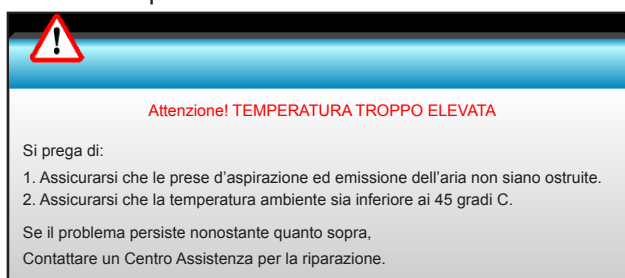 Attenzione! TEMPERATURA TROPPO ELEVATA
Si prega di:
1. Assicurarsi che le prese d'aspirazione ed emissione dell'aria non siano ostruite.
2. Assicurarsi che la temperatura ambiente sia inferiore ai 45 gradi C.
Se il problema persiste nonostante quanto sopra,
Contattare un Centro Assistenza per la riparazione.